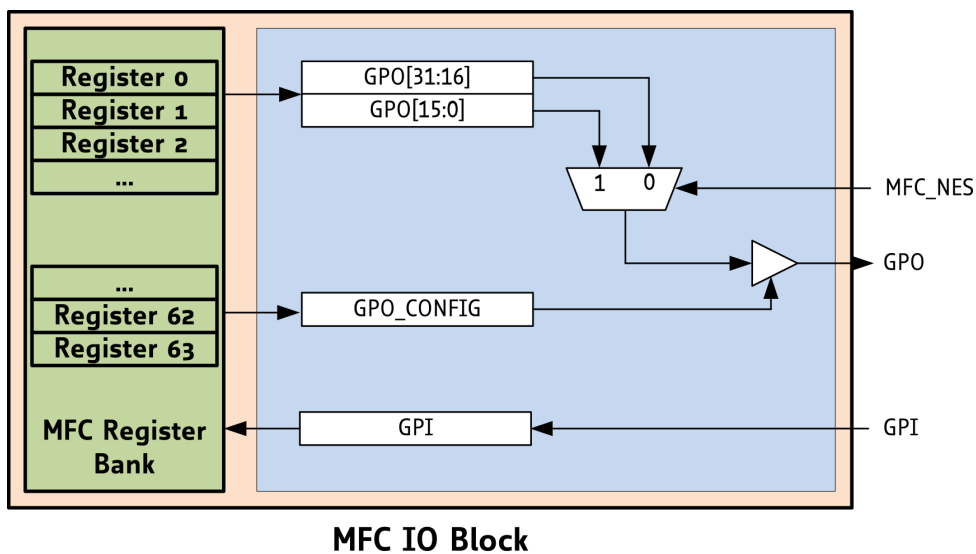 Register 0
Register 1
Register 2
...
...
Register 62
Register 63
MFC Register
Bank
GPO[31:16]
GPO[15:0]
1 0
MFC_NES
GPO
GPO_CONFIG
GPI
GPI
MFC IO Block